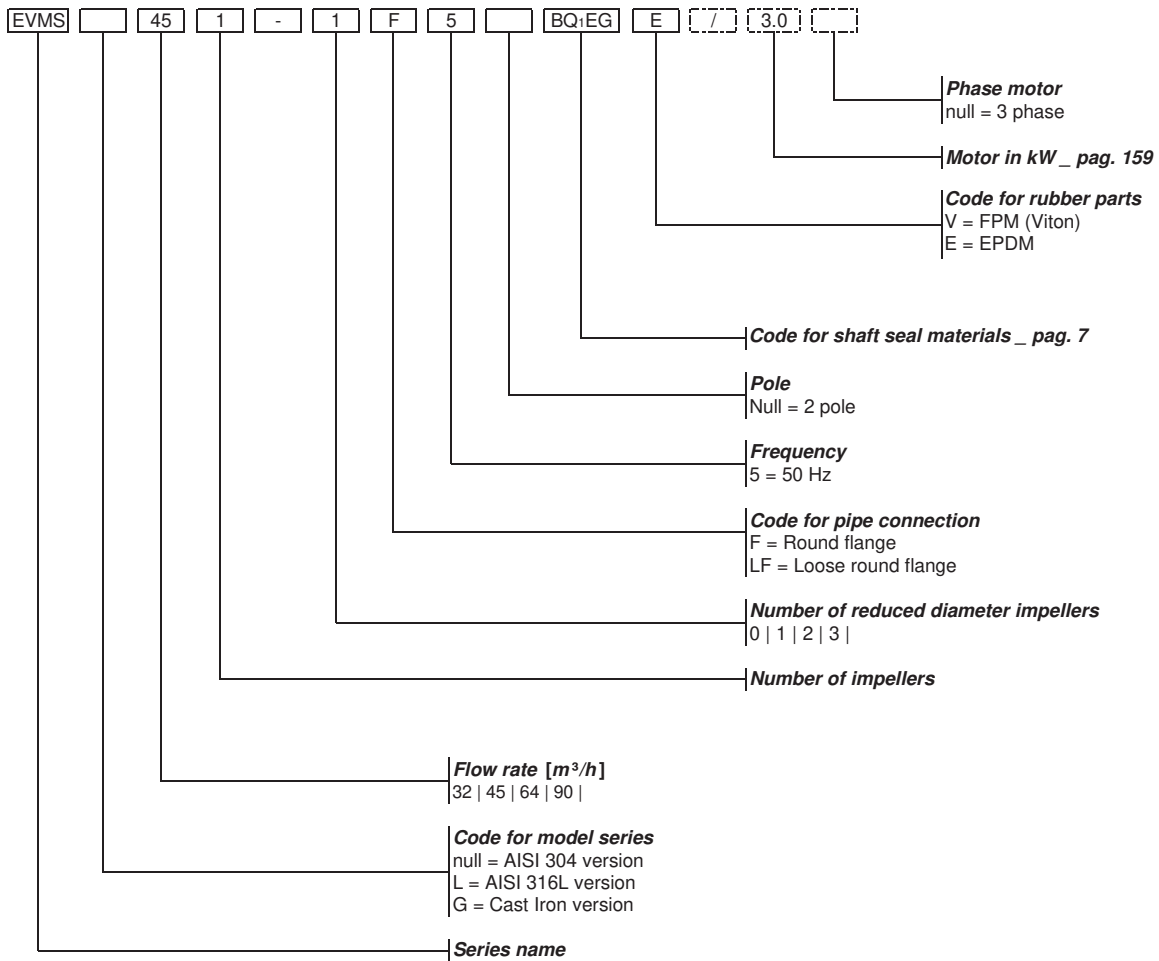 EVMS 45 1 - 1 F 5 BQ1EG E / 3.0
Phase motor
null = 3 phase
Motor in kW _ pag. 159
Code for rubber parts
V = FPM (Viton)
E = EPDM
Code for shaft seal materials _ pag. 7
Pole
Null = 2 pole
Frequency
5 = 50 Hz
Code for pipe connection
F = Round flange
LF = Loose round flange
Number of reduced diameter impellers
0 | 1 | 2 | 3 |
Number of impellers
Flow rate [m³/h]
32 | 45 | 64 | 90 |
Code for model series
null = AISI 304 version
L = AISI 316L version
G = Cast Iron version
Series name